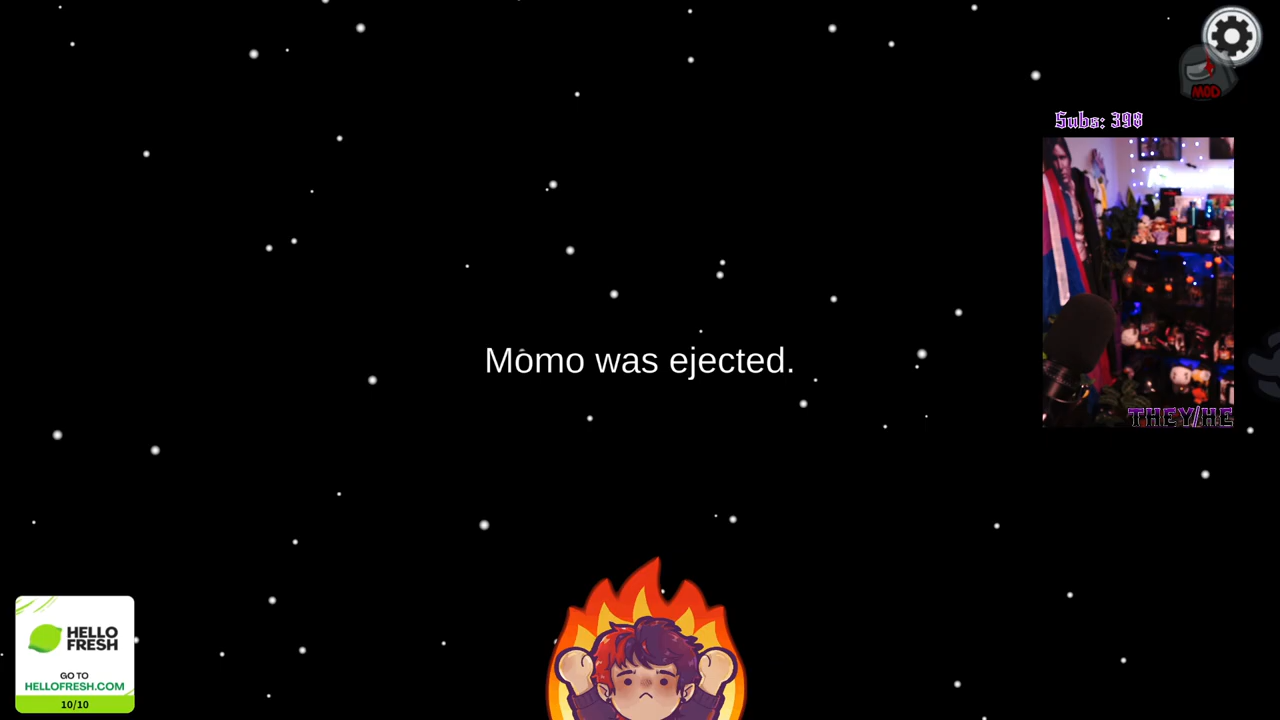 MOD
Subs: 398
THEY/HE
Momo was ejected.
HELLO
FRESH
GO TO
HELLOFRESH.COM
10/10